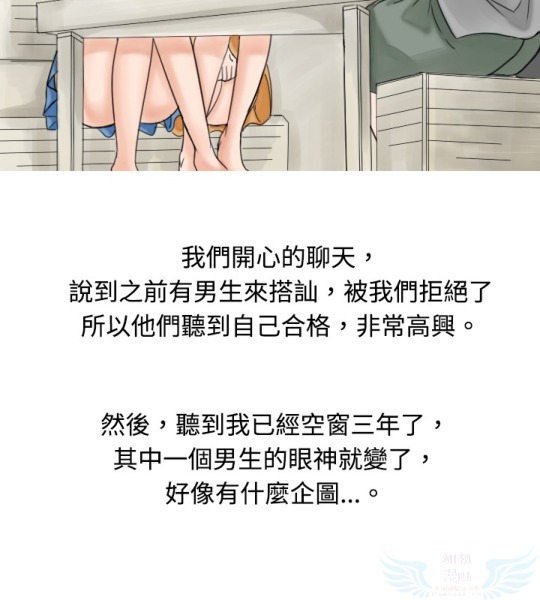 我們開心的聊天，
說到之前有男生來搭訕，被我們拒絕了
所以他們聽到自己合格，非常高興。
然後，聽到我已經空窗三年了，
其中一個男生的眼神就變了，
好像有什麼企圖...。